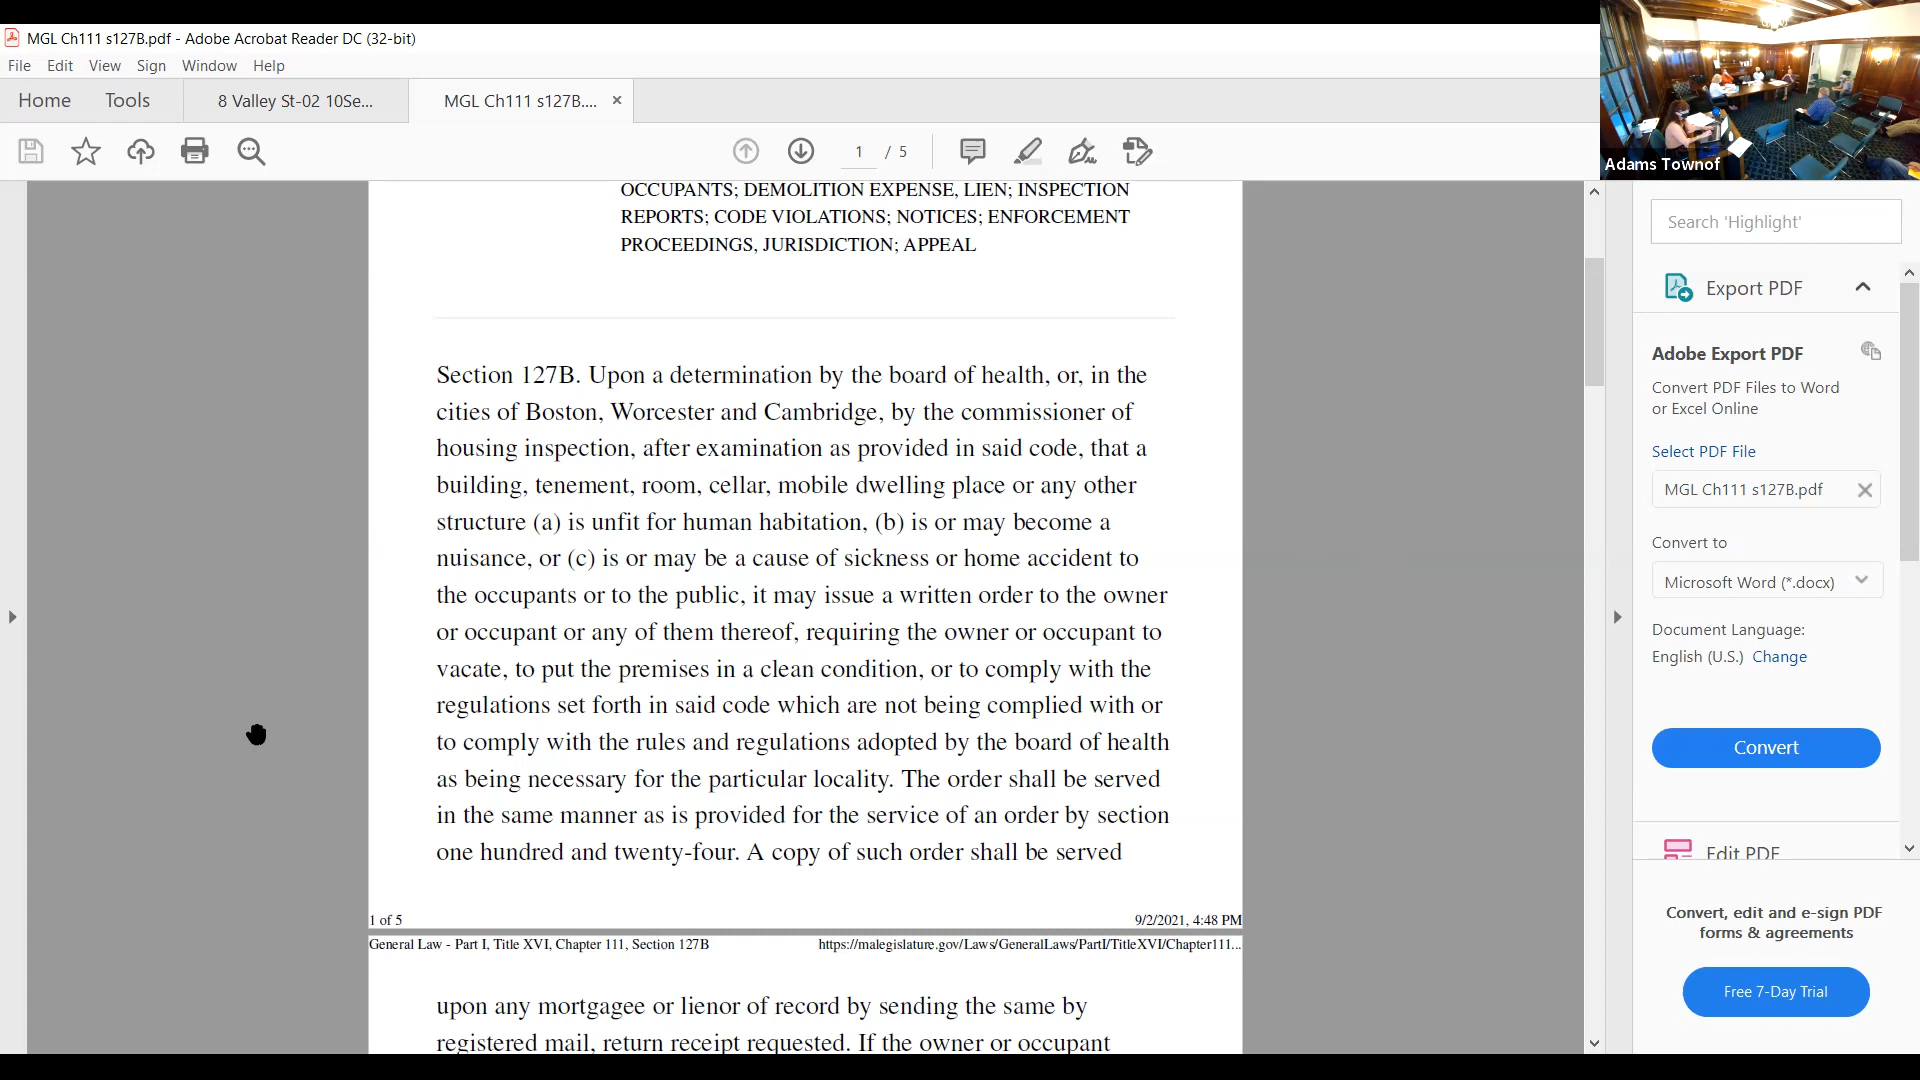 MGL Ch111 s127B.pdf - Adobe Acrobat Reader DC (32-bit)
File Edit View Sign Window Help
Home Tools 8 Valley St-02 10Se... MGL Ch111 s127B.... ×
1 / 5
Adams Townof
OCCUPANTS; DEMOLITION EXPENSE, LIEN; INSPECTION
REPORTS; CODE VIOLATIONS; NOTICES; ENFORCEMENT
PROCEEDINGS, JURISDICTION; APPEAL
Section 127B. Upon a determination by the board of health, or, in the
cities of Boston, Worcester and Cambridge, by the commissioner of
housing inspection, after examination as provided in said code, that a
building, tenement, room, cellar, mobile dwelling place or any other
structure (a) is unfit for human habitation, (b) is or may become a
nuisance, or (c) is or may be a cause of sickness or home accident to
the occupants or to the public, it may issue a written order to the owner
or occupant or any of them thereof, requiring the owner or occupant to
vacate, to put the premises in a clean condition, or to comply with the
regulations set forth in said code which are not being complied with or
to comply with the rules and regulations adopted by the board of health
as being necessary for the particular locality. The order shall be served
in the same manner as is provided for the service of an order by section
one hundred and twenty-four. A copy of such order shall be served
1 of 5 9/2/2021, 4:48 PM
General Law - Part I, Title XVI, Chapter 111, Section 127B https://malegislature.gov/Laws/GeneralLaws/PartI/TitleXVI/Chapter111...
upon any mortgagee or lienor of record by sending the same by
registered mail, return receipt requested. If the owner or occupant
Search 'Highlight'
Export PDF
Adobe Export PDF
Convert PDF Files to Word
or Excel Online
Select PDF File
MGL Ch111 s127B.pdf
Convert to
Microsoft Word (*.docx)
Document Language:
English (U.S.) Change
Convert
Edit PDF
Convert, edit and e-sign PDF
forms & agreements
Free 7-Day Trial